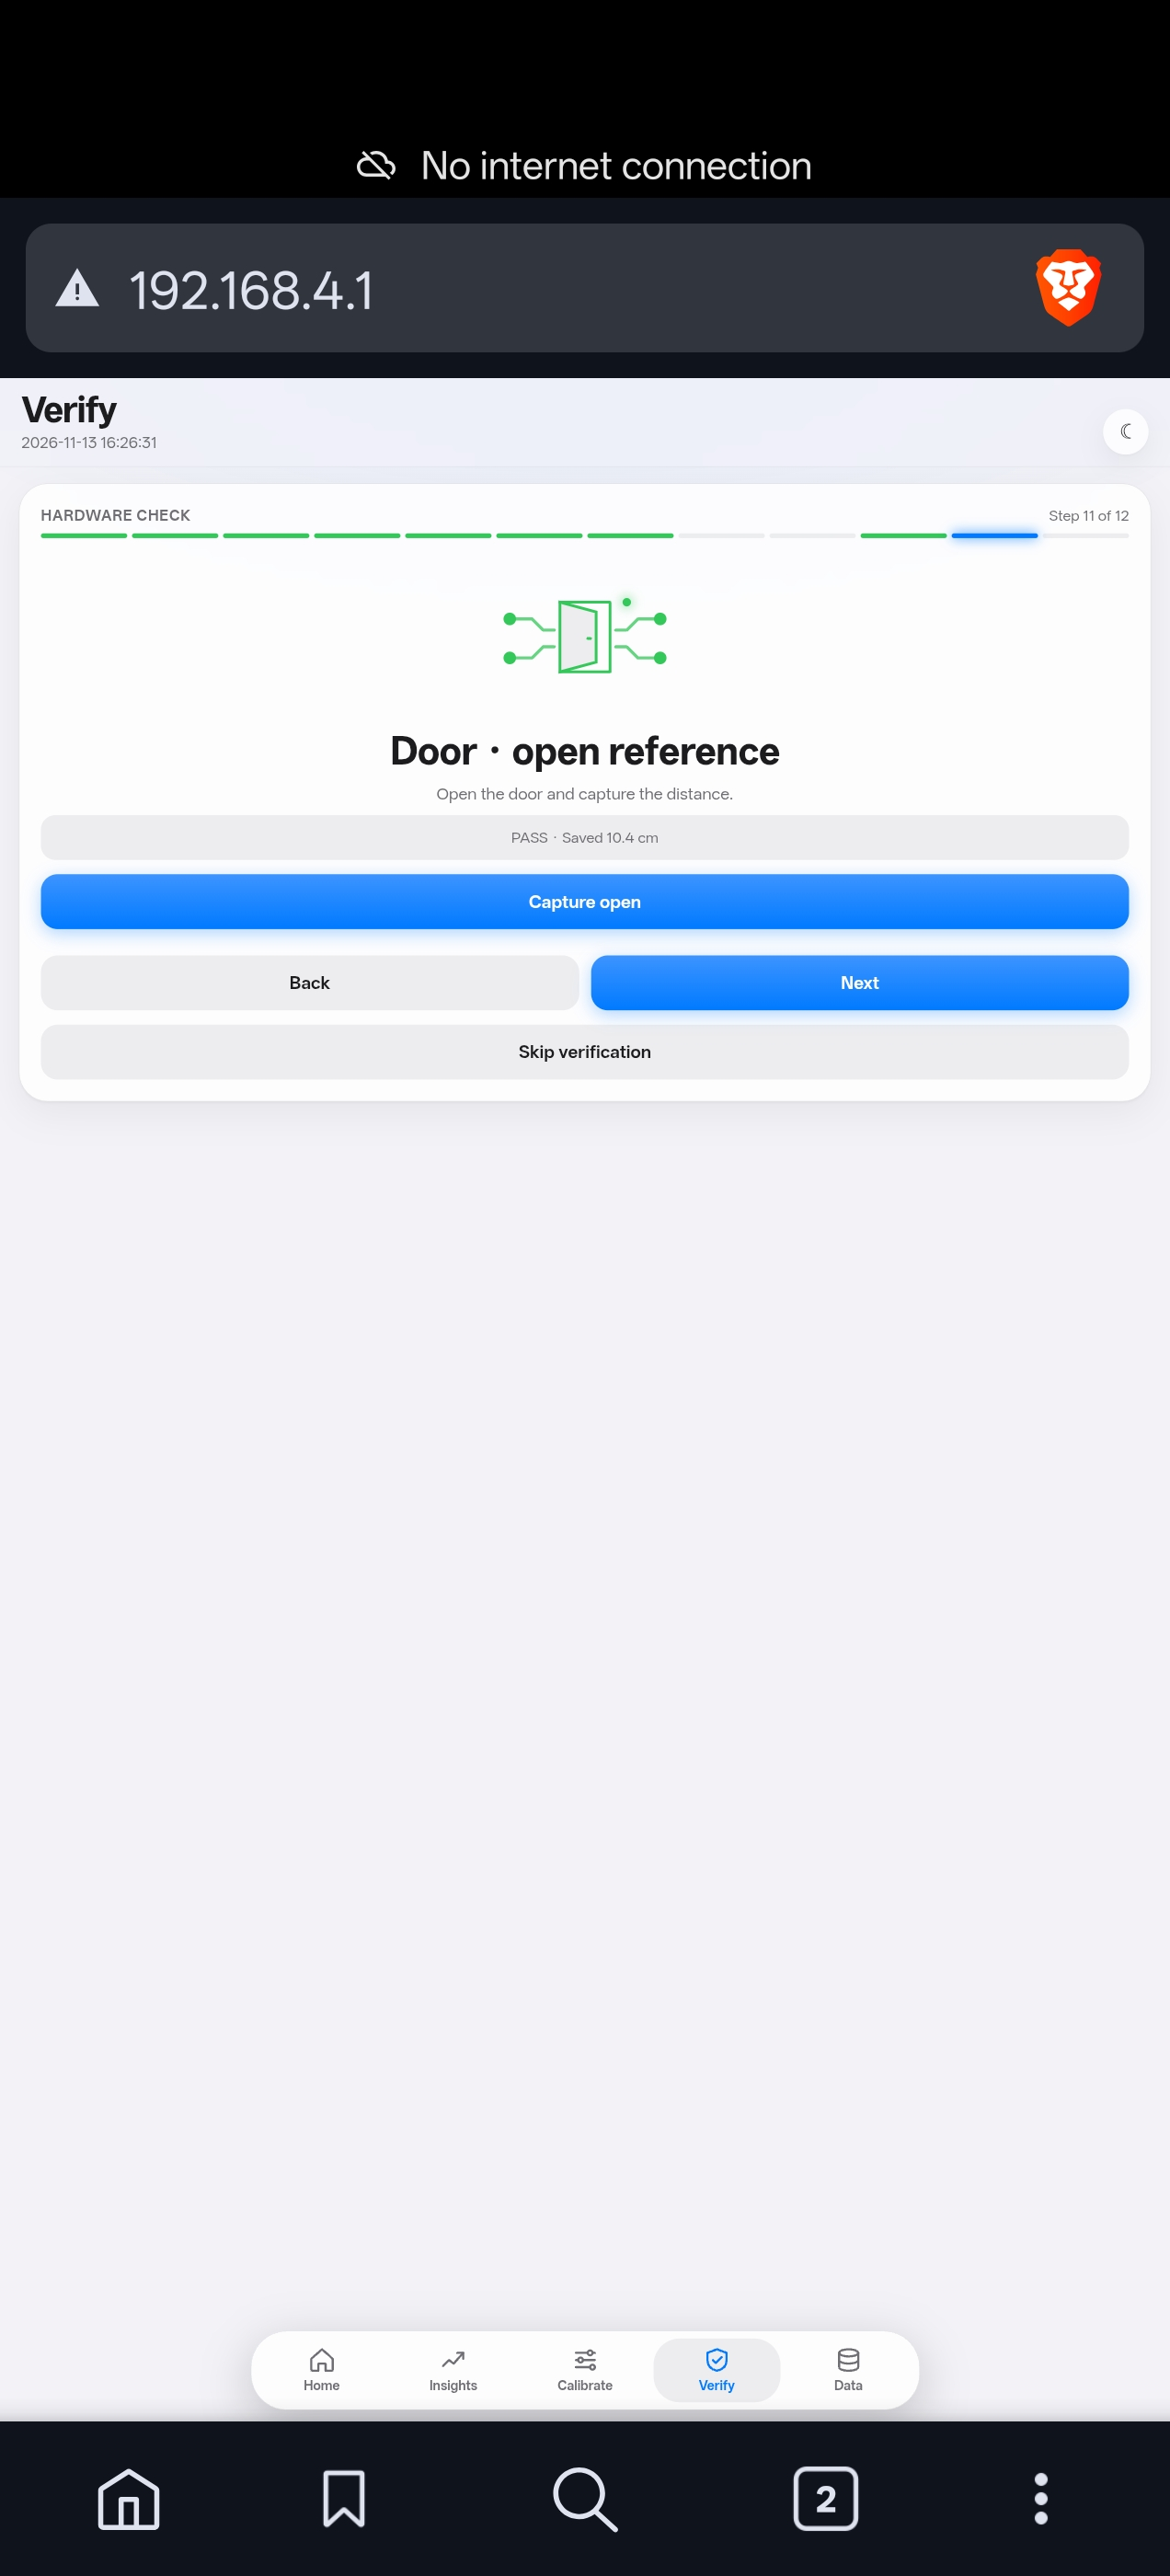 No internet connection
192.168.4.1
Verify
2026-11-13 16:26:31
HARDWARE CHECK
Step 11 of 12
Door · open reference
Open the door and capture the distance.
PASS · Saved 10.4 cm
Capture open
Back
Next
Skip verification
Home
Insights
Calibrate
Verify
Data
2